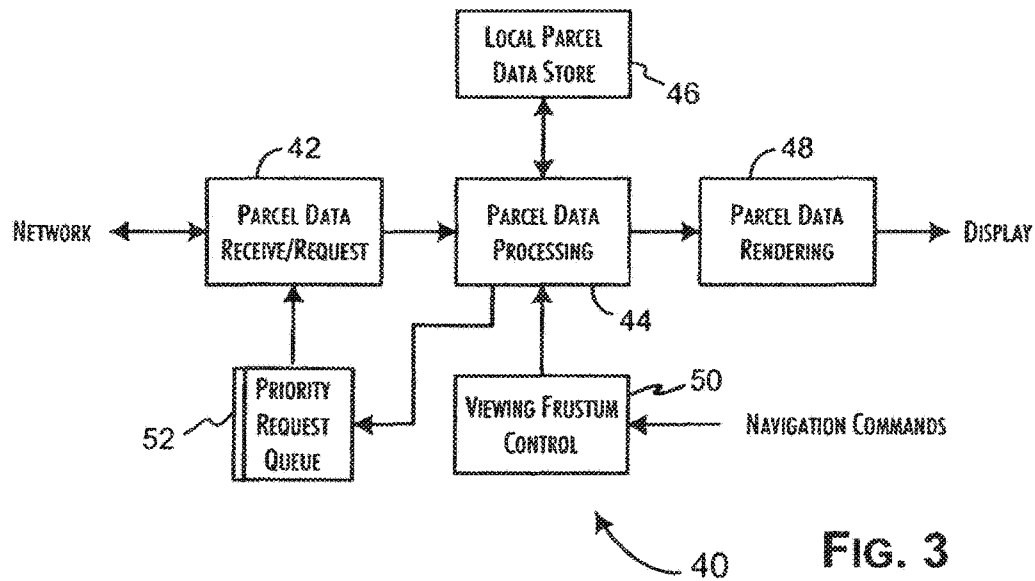 LOCAL PARCEL
DATA STORE
46
42
48
NETWORK
PARCEL DATA
RECEIVE/REQUEST
PARCEL DATA
PROCESSING
PARCEL DATA
RENDERING
DISPLAY
44
52
PRIORITY
REQUEST
QUEUE
VIEWING FRUSTUM
CONTROL
50
NAVIGATION COMMANDS
40
FIG. 3